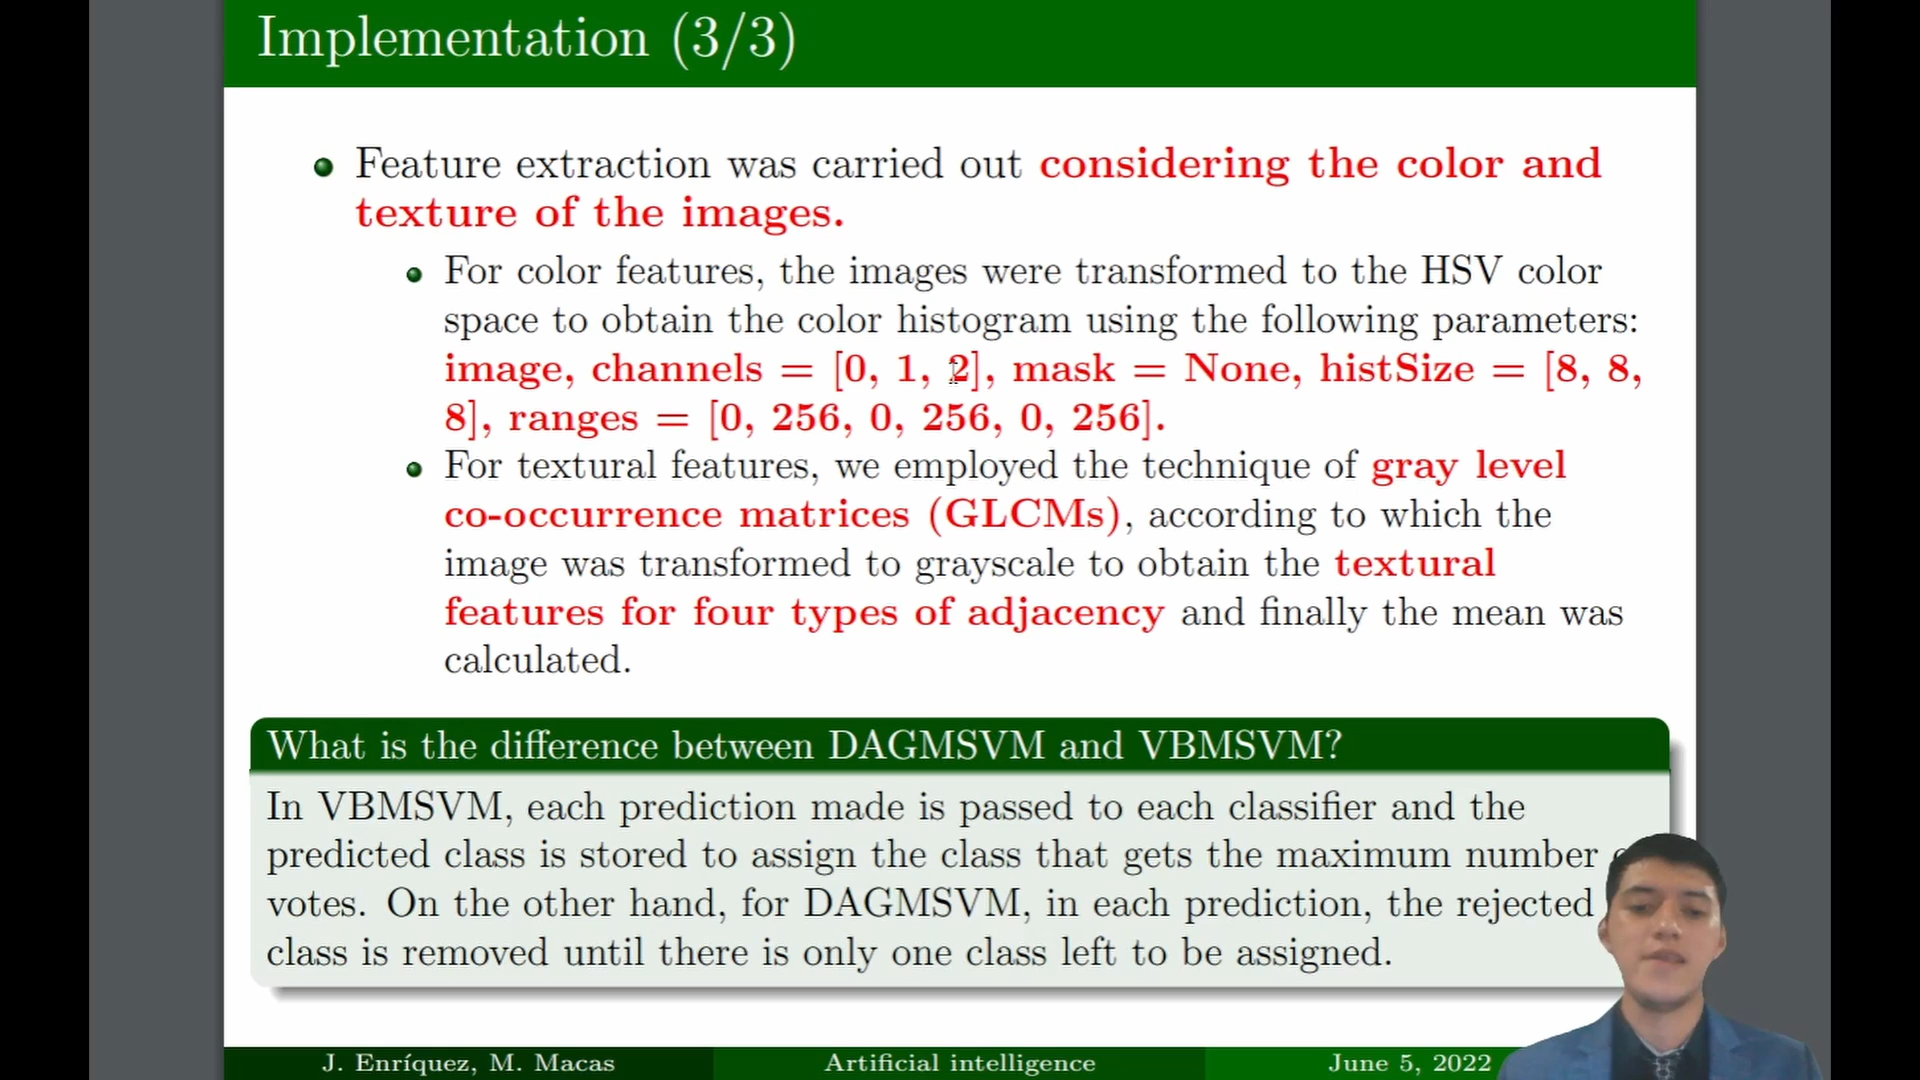 Implementation (3/3)
Feature extraction was carried out considering the color and
texture of the images.
For color features, the images were transformed to the HSV color
space to obtain the color histogram using the following parameters:
image, channels = [0, 1, 2], mask = None, histSize = [8, 8,
8], ranges = [0, 256, 0, 256, 0, 256].
For textural features, we employed the technique of gray level
co-occurrence matrices (GLCMs), according to which the
image was transformed to grayscale to obtain the textural
features for four types of adjacency and finally the mean was
calculated.
What is the difference between DAGMSVM and VBMSVM?
In VBMSVM, each prediction made is passed to each classifier and the
predicted class is stored to assign the class that gets the maximum number
votes. On the other hand, for DAGMSVM, in each prediction, the rejected
class is removed until there is only one class left to be assigned.
J. Enríquez, M. Macas
Artificial intelligence
June 5, 2022